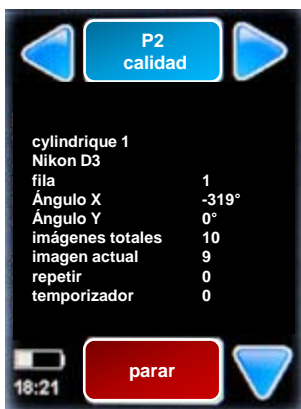 P2
calidad
cylindrique 1
Nikon D3
fila 1
Ángulo X -319°
Ángulo Y 0°
imágenes totales 10
imagen actual 9
repetir 0
temporizador 0
parar
18:21